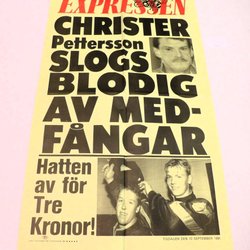 EXPRESSEN
CHRISTER
Pettersson
SLOGS
BLODIG
AV MED-
FÅNGAR
Hatten
av för
Tre
Kronor!